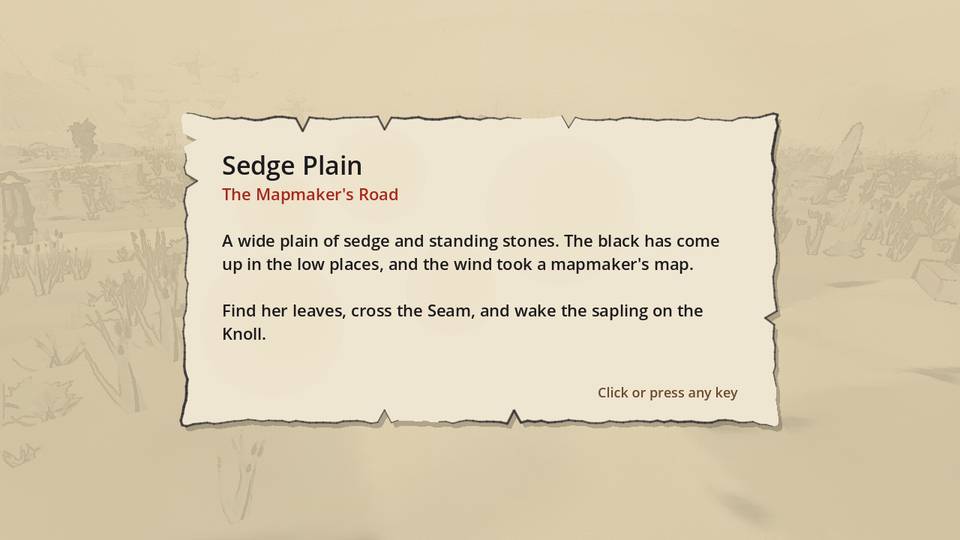 Sedge Plain
The Mapmaker's Road
A wide plain of sedge and standing stones. The black has come
up in the low places, and the wind took a mapmaker's map.
Find her leaves, cross the Seam, and wake the sapling on the
Knoll.
Click or press any key